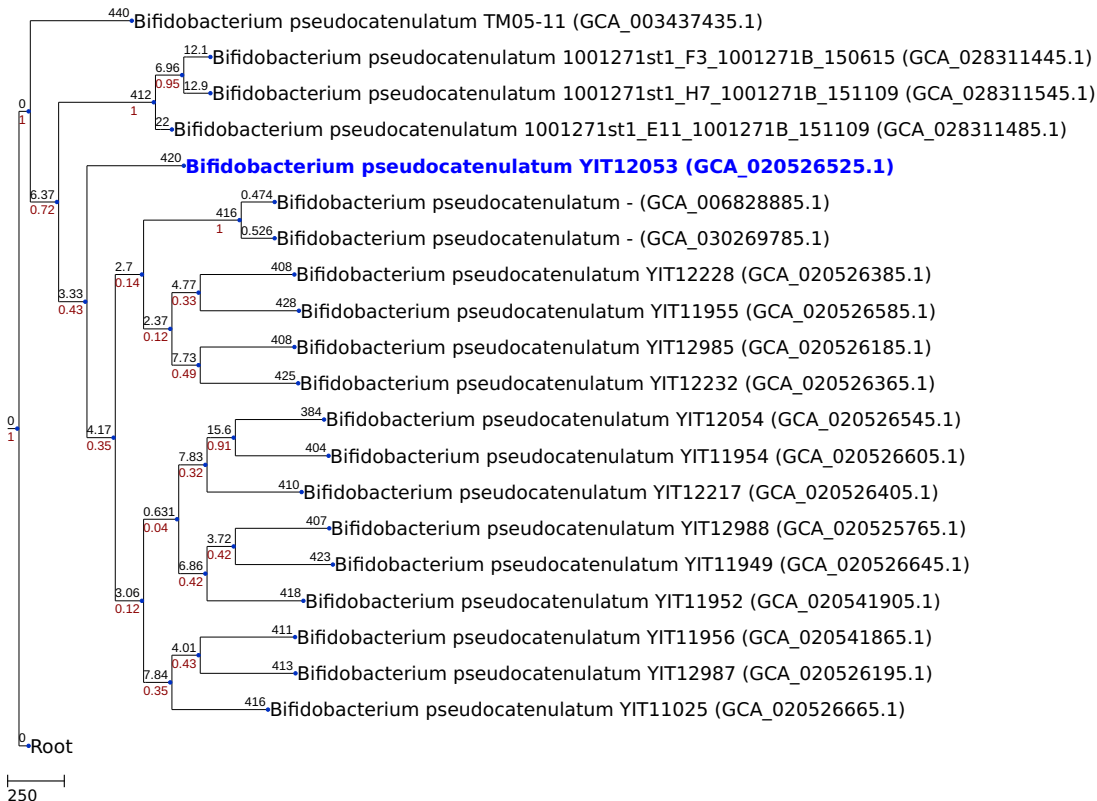 440 Bifidobacterium pseudocatenulatum TM05-11 (GCA_003437435.1)
12.1 Bifidobacterium pseudocatenulatum 1001271st1_F3_1001271B_150615 (GCA_028311445.1)
6.96
0.95 12.9 Bifidobacterium pseudocatenulatum 1001271st1_H7_1001271B_151109 (GCA_028311545.1)
412
0
1 1
22 Bifidobacterium pseudocatenulatum 1001271st1_E11_1001271B_151109 (GCA_028311485.1)
420 Bifidobacterium pseudocatenulatum YIT12053 (GCA_020526525.1)
6.37 0.474 Bifidobacterium pseudocatenulatum - (GCA_006828885.1)
0.72 416
1 0.526 Bifidobacterium pseudocatenulatum - (GCA_030269785.1)
2.7 408 Bifidobacterium pseudocatenulatum YIT12228 (GCA_020526385.1)
0.14 4.77
3.33 0.33 428 Bifidobacterium pseudocatenulatum YIT11955 (GCA_020526585.1)
0.43 2.37
0.12 408 Bifidobacterium pseudocatenulatum YIT12985 (GCA_020526185.1)
7.73
0.49 425 Bifidobacterium pseudocatenulatum YIT12232 (GCA_020526365.1)
384 Bifidobacterium pseudocatenulatum YIT12054 (GCA_020526545.1)
0 4.17 15.6
1 0.35 0.91 404 Bifidobacterium pseudocatenulatum YIT11954 (GCA_020526605.1)
7.83
0.32
410 Bifidobacterium pseudocatenulatum YIT12217 (GCA_020526405.1)
0.631 407 Bifidobacterium pseudocatenulatum YIT12988 (GCA_020525765.1)
0.04 3.72
0.42 423 Bifidobacterium pseudocatenulatum YIT11949 (GCA_020526645.1)
6.86
0.42
3.06 418 Bifidobacterium pseudocatenulatum YIT11952 (GCA_020541905.1)
0.12
411 Bifidobacterium pseudocatenulatum YIT11956 (GCA_020541865.1)
4.01
0.43 413 Bifidobacterium pseudocatenulatum YIT12987 (GCA_020526195.1)
7.84
0.35
416 Bifidobacterium pseudocatenulatum YIT11025 (GCA_020526665.1)
0 Root
250